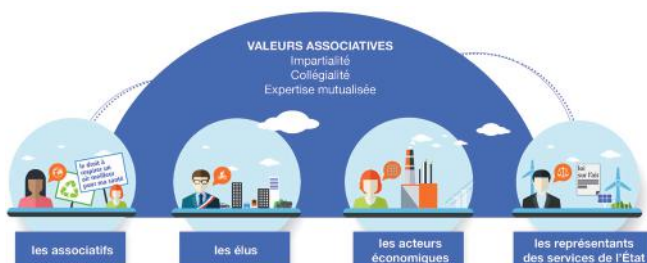 VALEURS ASSOCIATIVES
Impartialité
Collégialité
Expertise mutualisée
le droit à
respirer un
air meilleur
pour ma santé
loi
sur l'air
les associatifs
les élus
les acteurs
économiques
les représentants
des services de l'État